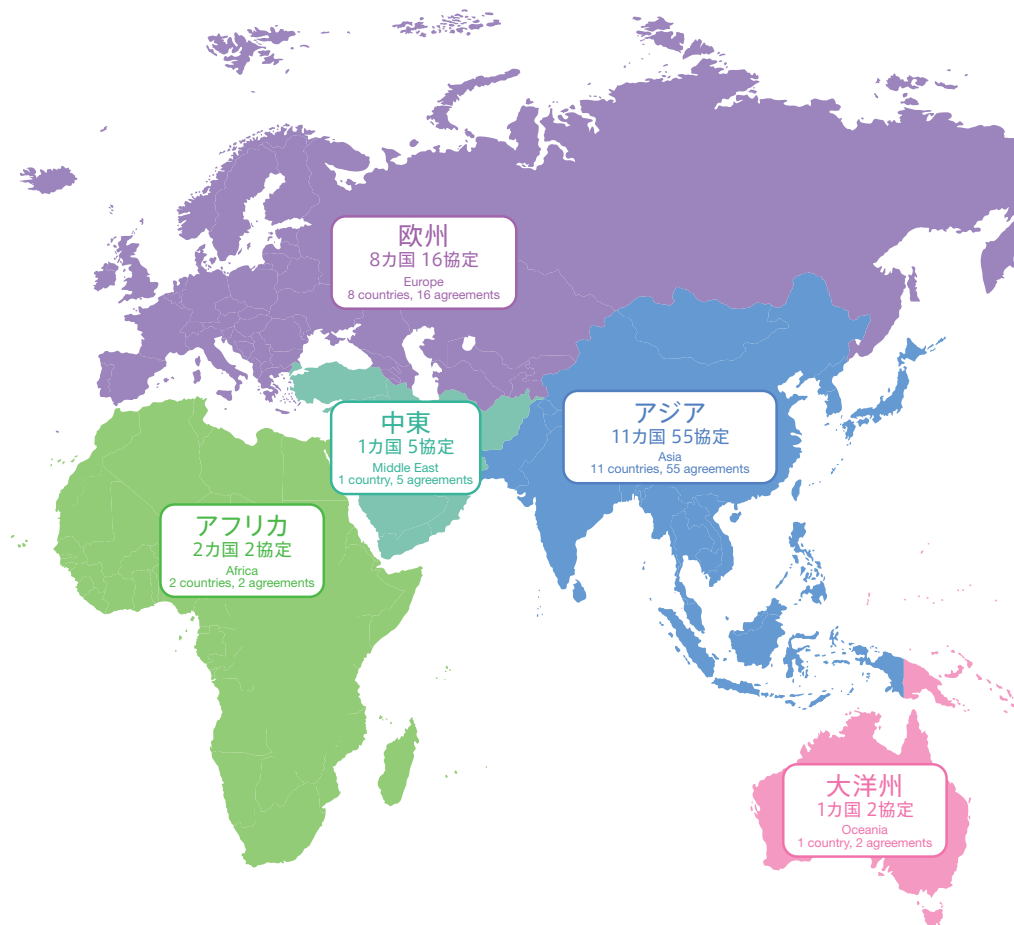 欧州
8カ国 16協定
Europe
8 countries, 16 agreements
中東
1カ国 5協定
Middle East
1 country, 5 agreements
アジア
11カ国 55協定
Asia
11 countries, 55 agreements
アフリカ
2カ国 2協定
Africa
2 countries, 2 agreements
大洋州
1カ国 2協定
Oceania
1 country, 2 agreements